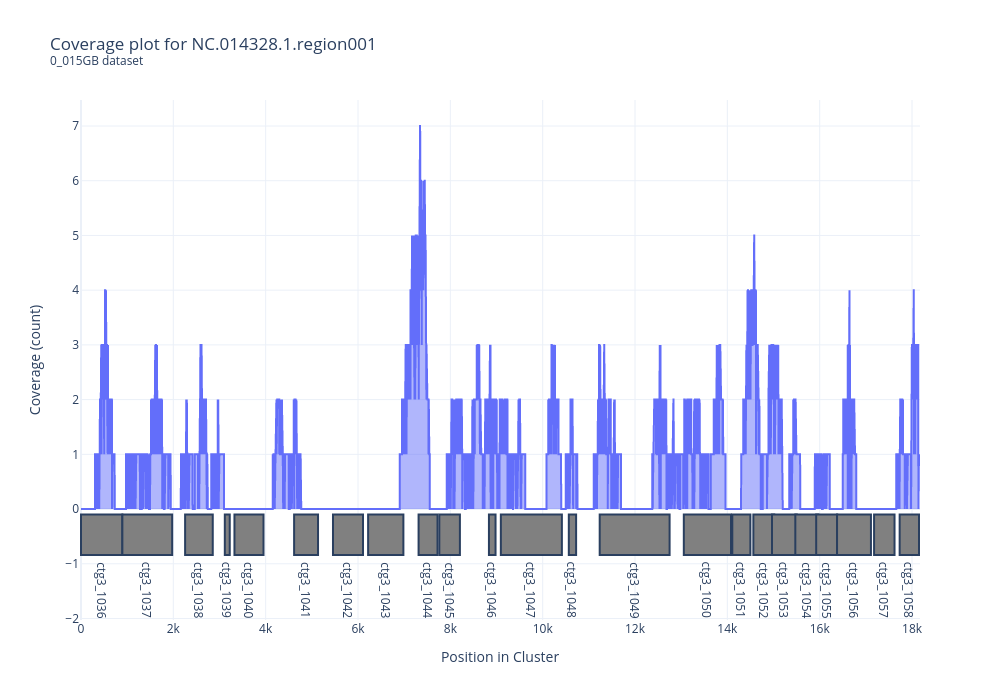 Coverage plot for NC.014328.1.region001
0_015GB dataset
7
6
5
4
3
2
1
0
−1
−2
Coverage (count)
ctg3_1036
ctg3_1037
ctg3_1038
ctg3_1039
ctg3_1040
ctg3_1041
ctg3_1042
ctg3_1043
ctg3_1044
ctg3_1045
ctg3_1046
ctg3_1047
ctg3_1048
ctg3_1049
ctg3_1050
ctg3_1051
ctg3_1052
ctg3_1053
ctg3_1054
ctg3_1055
ctg3_1056
ctg3_1057
ctg3_1058
0 2k 4k 6k 8k 10k 12k 14k 16k 18k
Position in Cluster